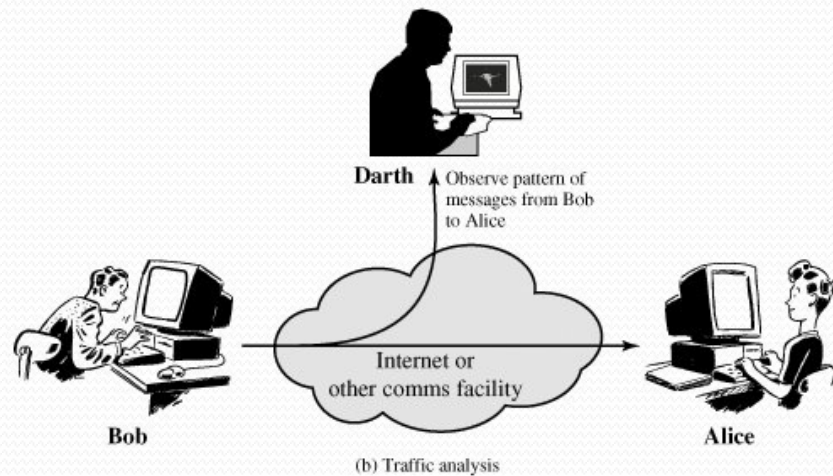 Darth
Observe pattern of
messages from Bob
to Alice
Internet or
other comms facility
Bob
Alice
(b) Traffic analysis